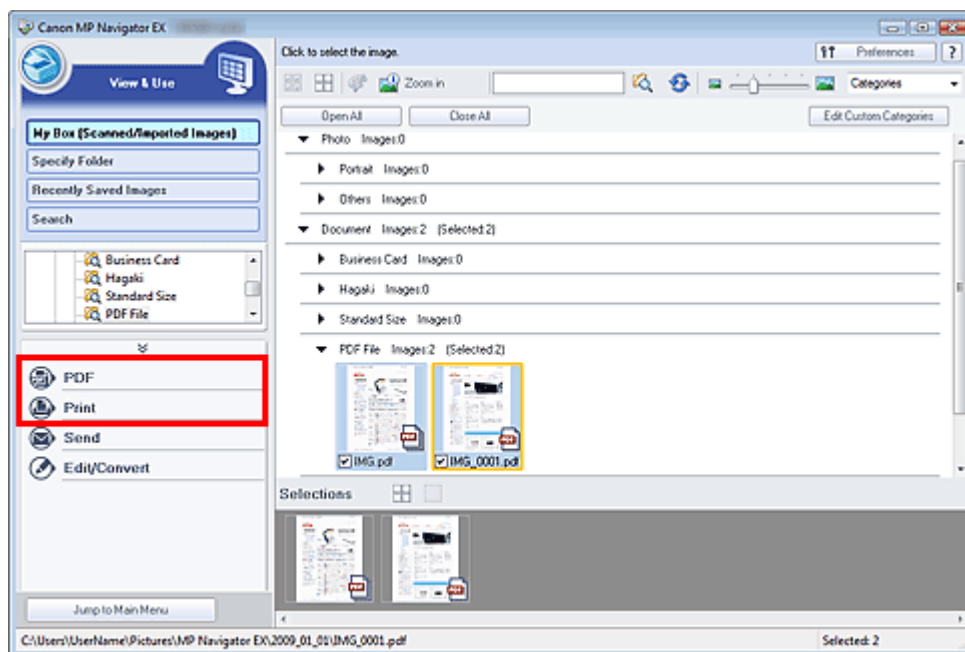 Canon MP Navigator EX
View & Use
My Box (Scanned/Imported Images)
Specify Folder
Recently Saved Images
Search
Business Card
Hagaki
Standard Size
PDF File
PDF
Print
Send
Edit/Convert
Jump to Main Menu
Click to select the image.
Preferences
?
Zoom in
Categories
Open All
Close All
Edit Custom Categories
Photo Images:0
Portrait Images:0
Others Images:0
Document Images:2 (Selected:2)
Business Card Images:0
Hagaki Images:0
Standard Size Images:0
PDF File Images:2 (Selected:2)
PDF
PDF
IMG.pdf
IMG_0001.pdf
Selections
PDF
PDF
C:\Users\UserName\Pictures\MP Navigator EX\2009_01_01\IMG_0001.pdf
Selected: 2